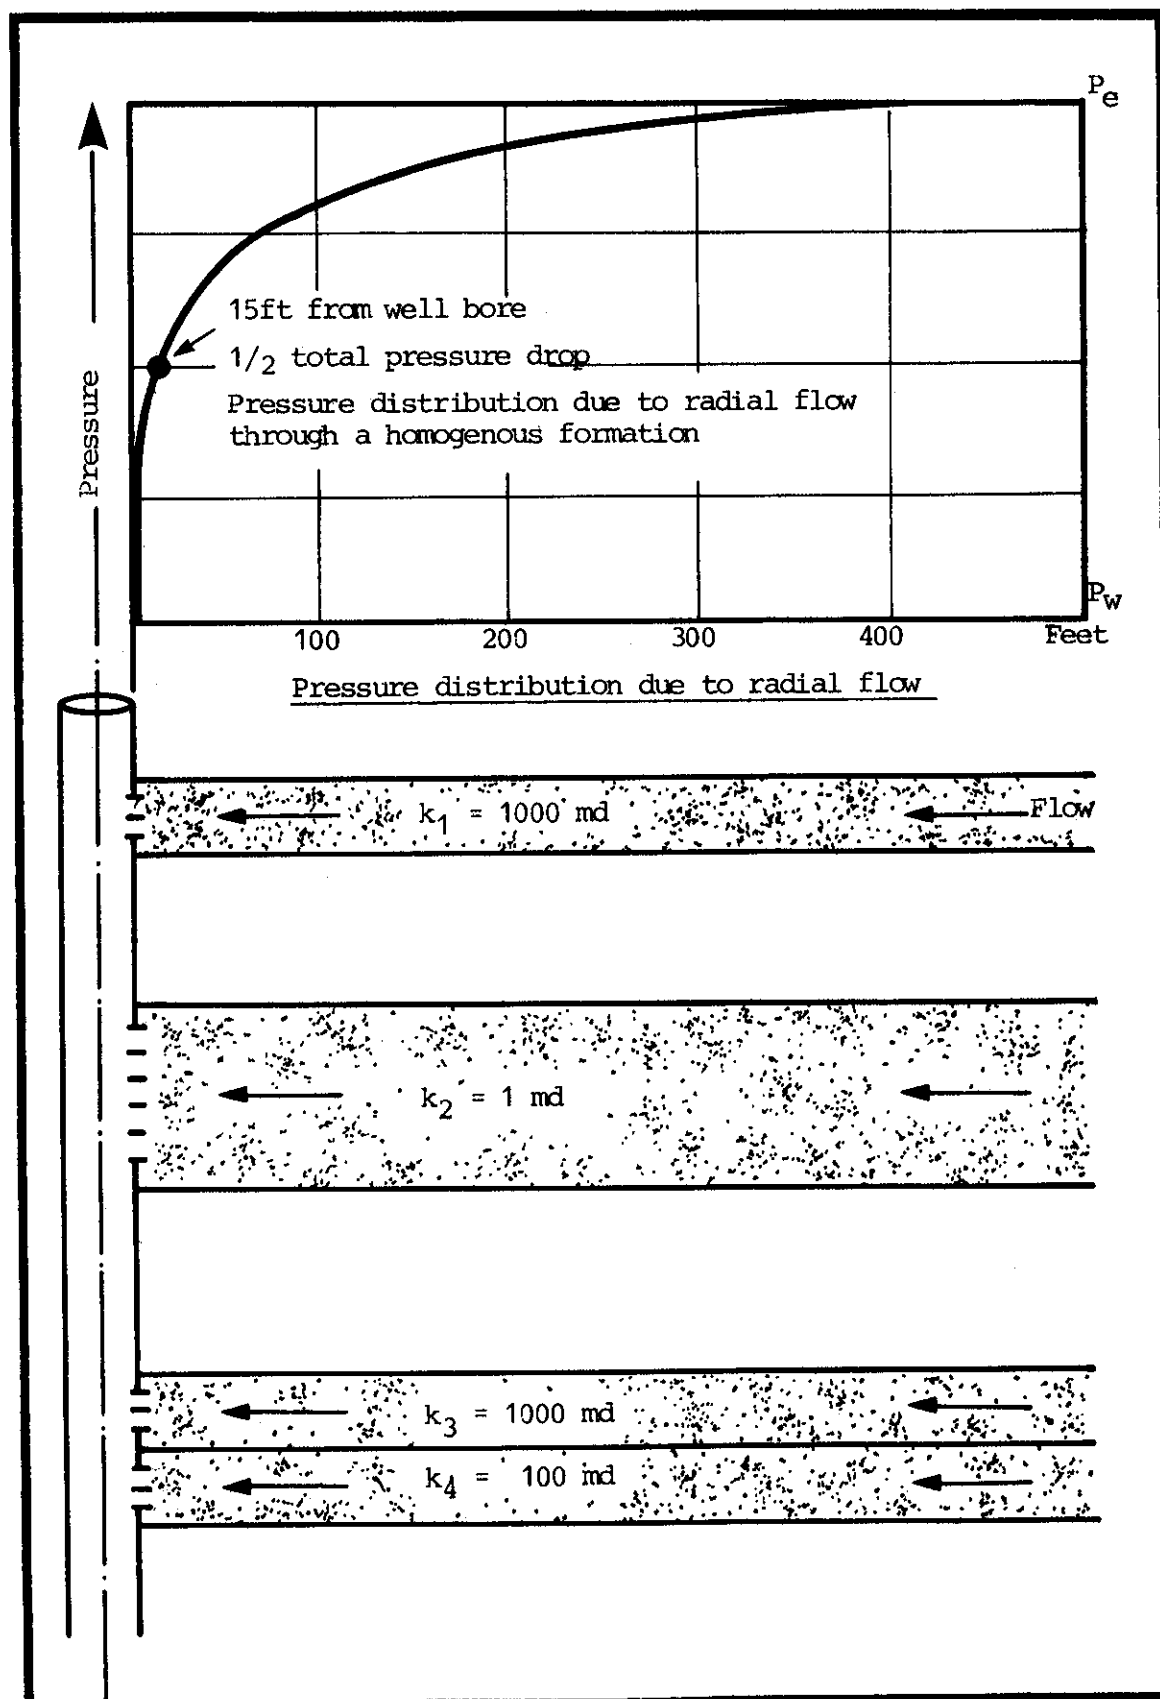 Pe
Pressure
15ft from well bore
1/2 total pressure drop
Pressure distribution due to radial flow
through a homogenous formation
Pw
100 200 300 400 Feet
Pressure distribution due to radial flow
k1 = 1000 md
Flow
k2 = 1 md
k3 = 1000 md
k4 = 100 md